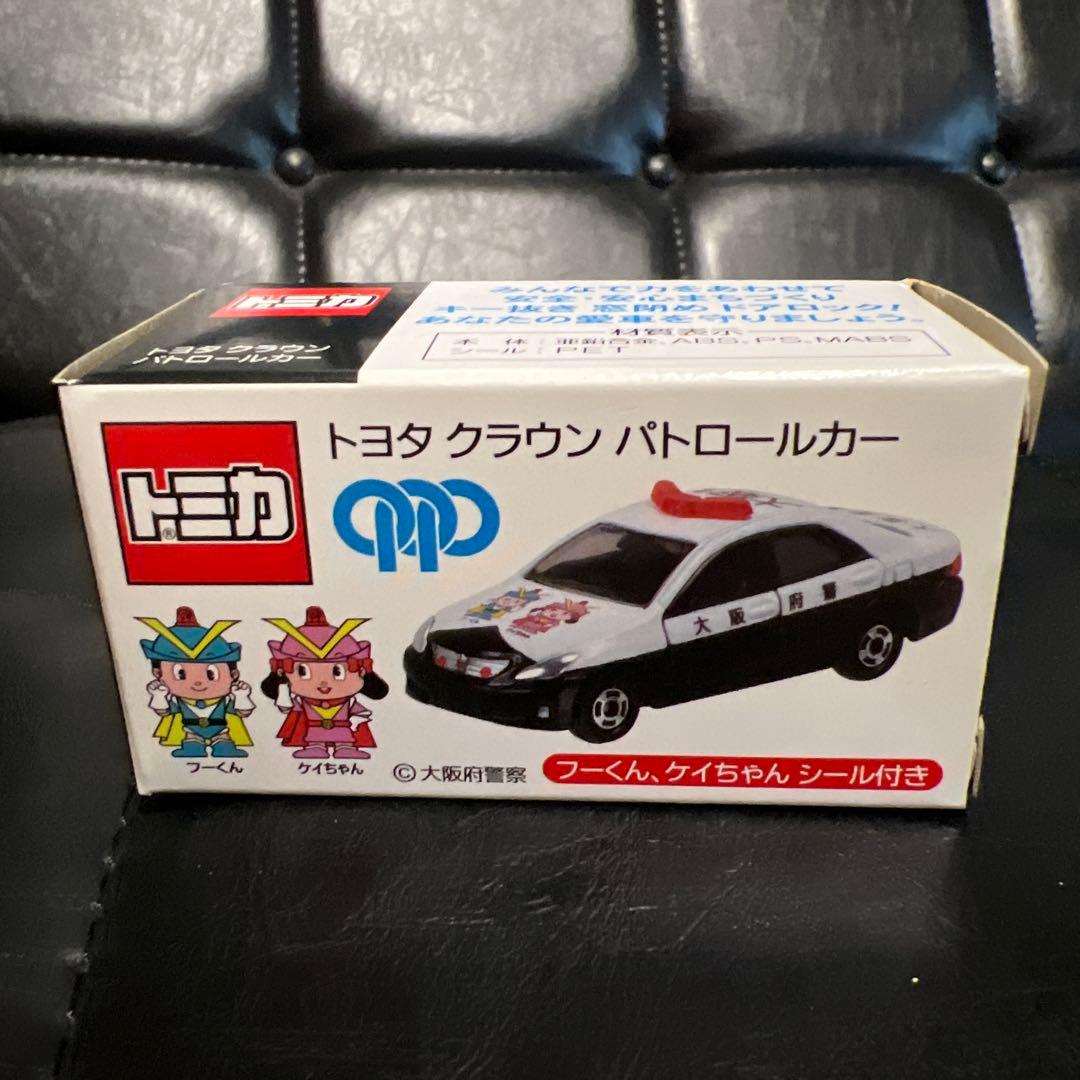 みんなで力をあわせて
安全・安心まちづくり
キー抜き 窓閉め ドアロック!
あなたの愛車を守りましょう。
材質表示
本 体:亜鉛合金、ABS、PS、MABS
シール:PET
トミカ
トヨタ クラウン
パトロールカー
トミカ®
トヨタ クラウン パトロールカー
大阪府警
フーくん
ケイちゃん
©大阪府警察
フーくん、ケイちゃん シール付き